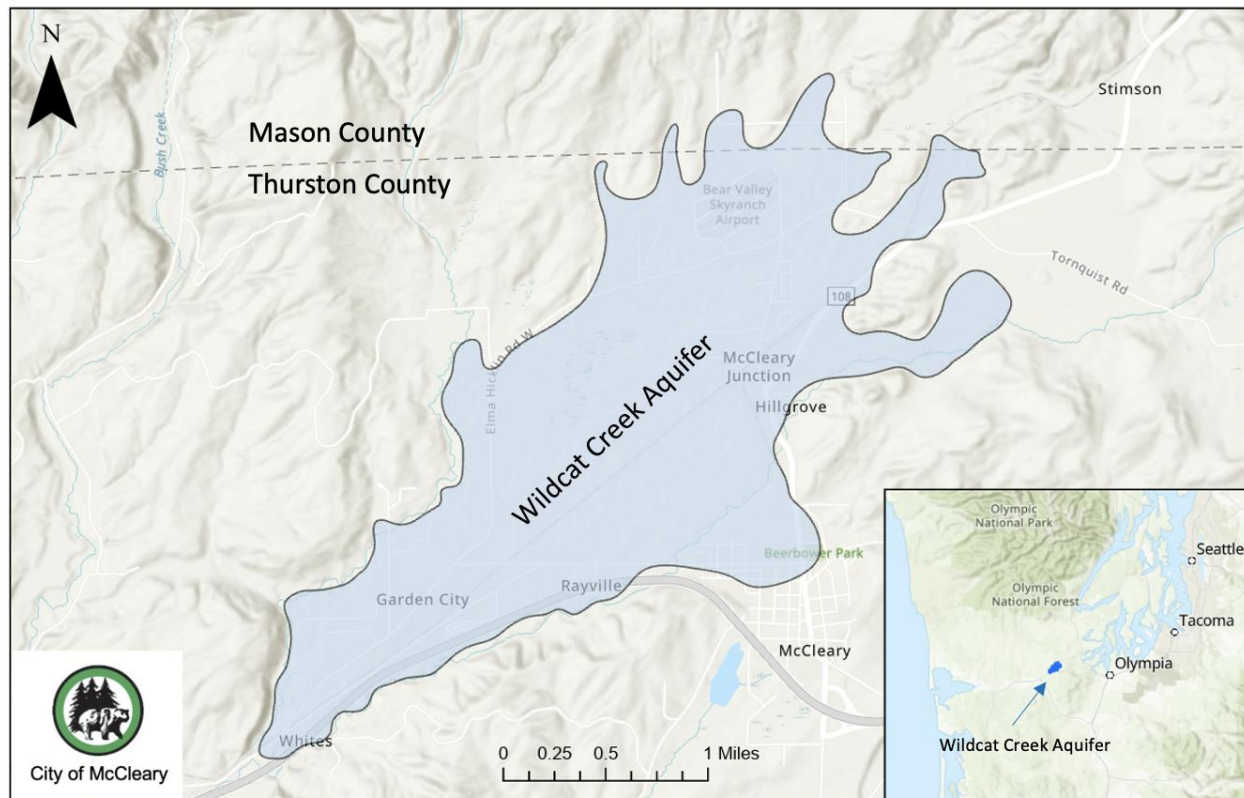 N
Stimson
Mason County
Thurston County
Bush Creek
Bear Valley
Skyranch
Airport
Tornquist Rd
108
Elma Hicklin Rd W
McCleary
Junction
Hillgrove
Wildcat Creek Aquifer
Beerbower Park
Rayville
Garden City
McCleary
Whites
City of McCleary
0 0.25 0.5 1 Miles
Olympic
National Park
Seattle
Olympic
National Forest
Tacoma
Olympia
Wildcat Creek Aquifer